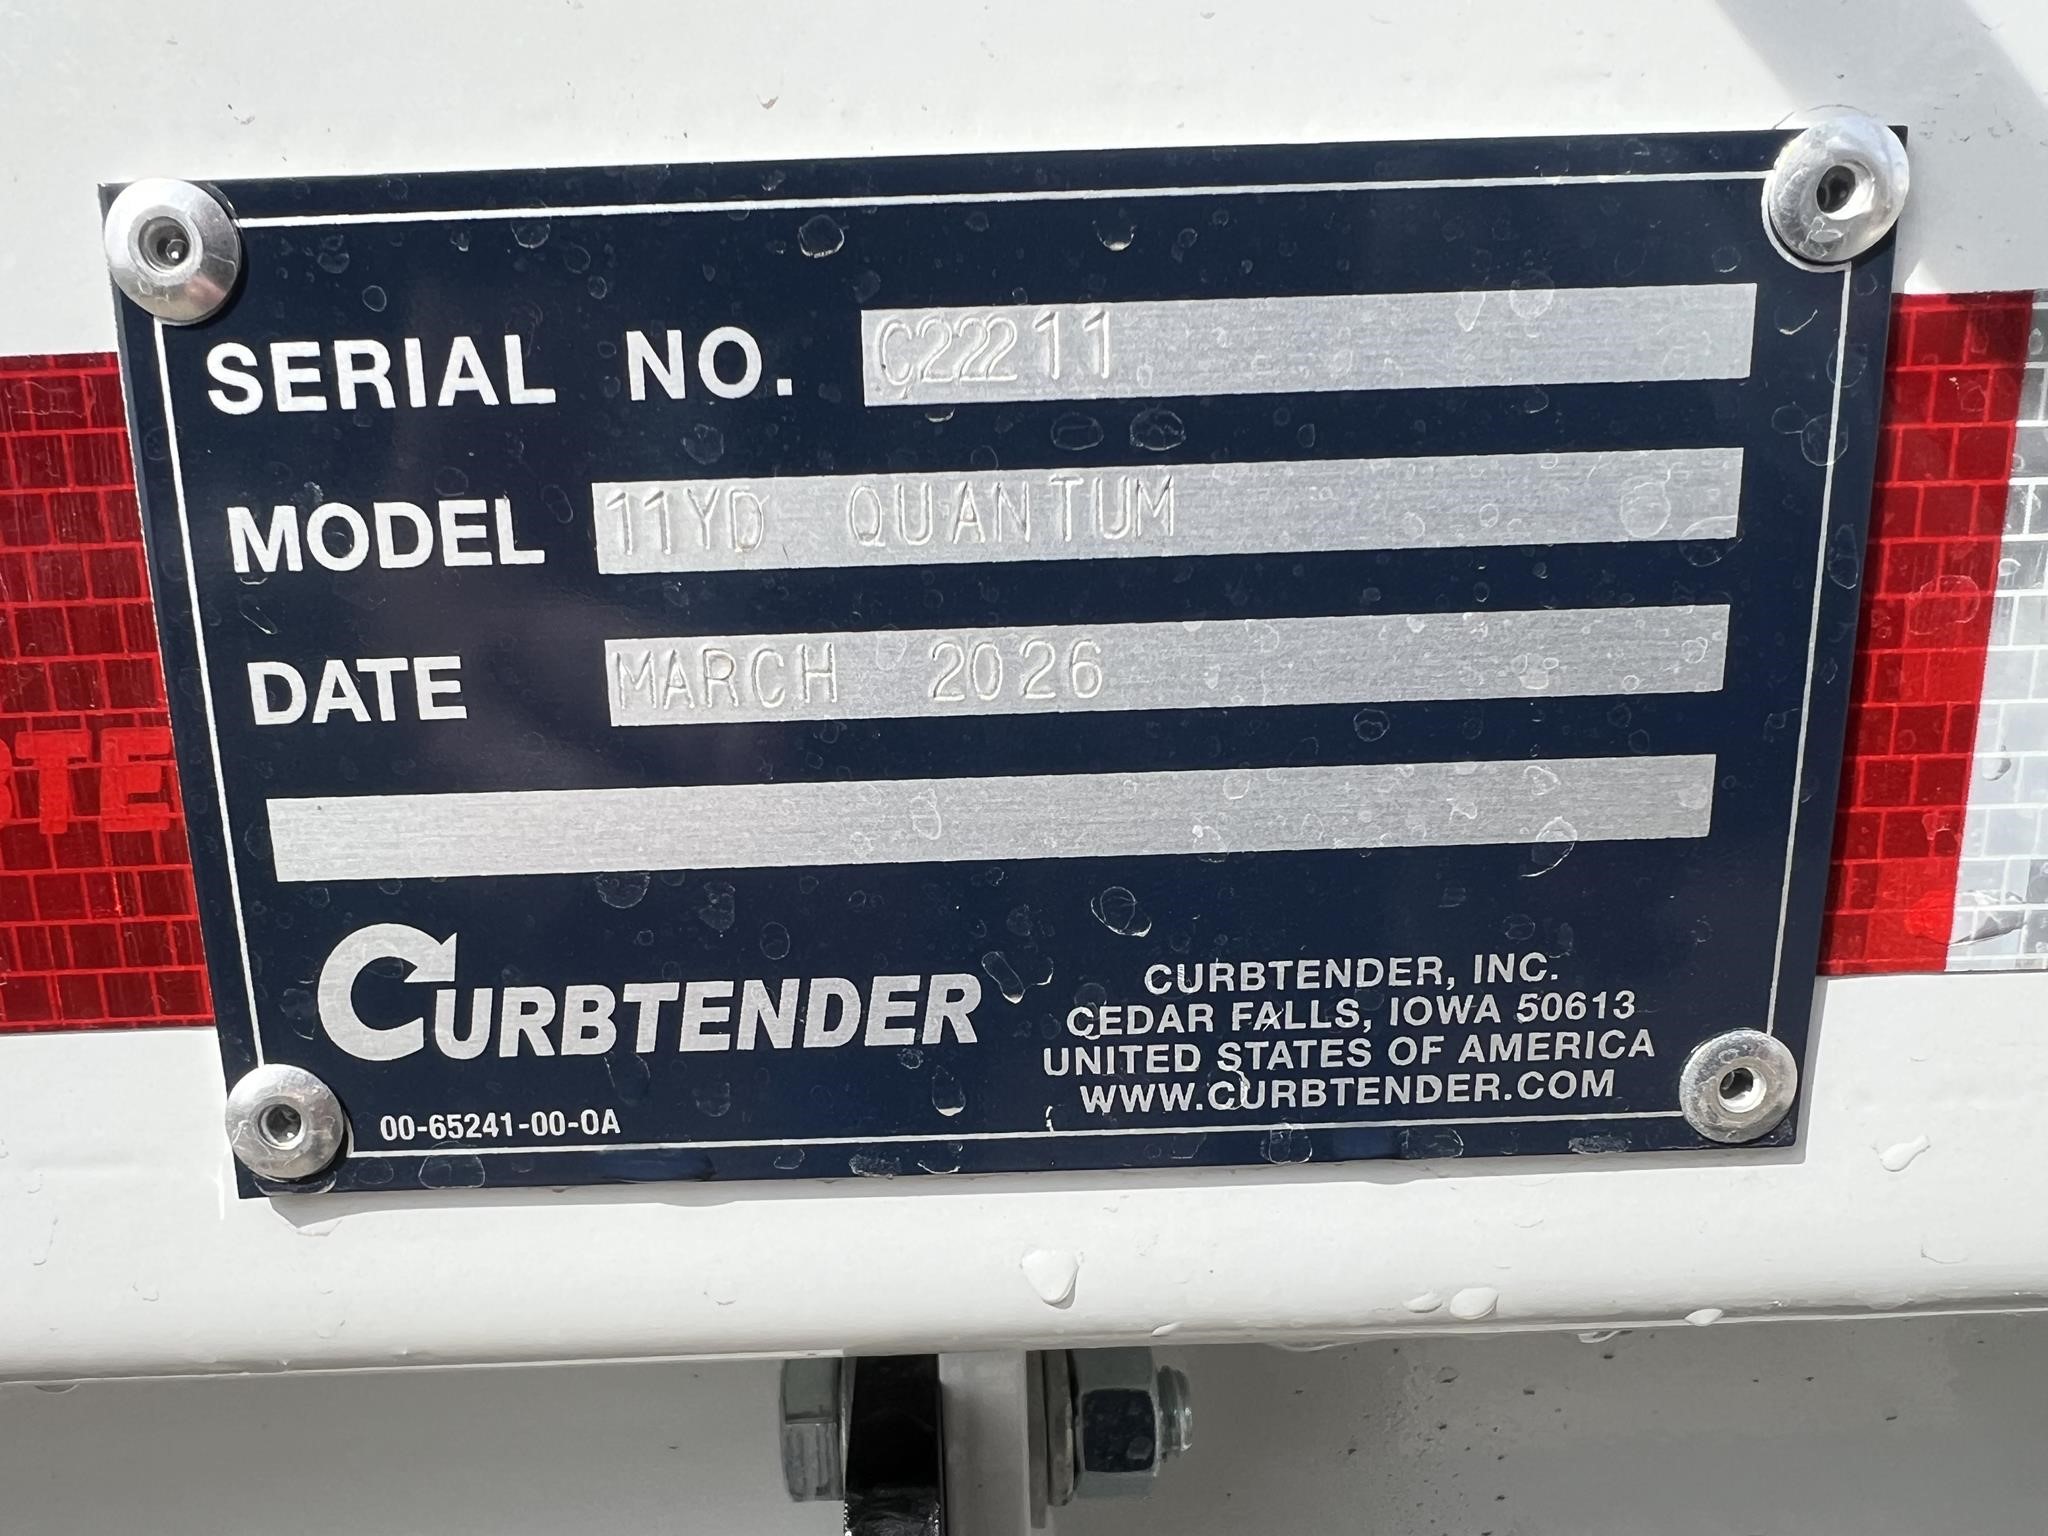 SERIAL NO. C22211
MODEL 11YD QUANTUM
DATE MARCH 2026
BTE
CURBTENDER
CURBTENDER, INC.
CEDAR FALLS, IOWA 50613
UNITED STATES OF AMERICA
WWW.CURBTENDER.COM
00-65241-00-0A